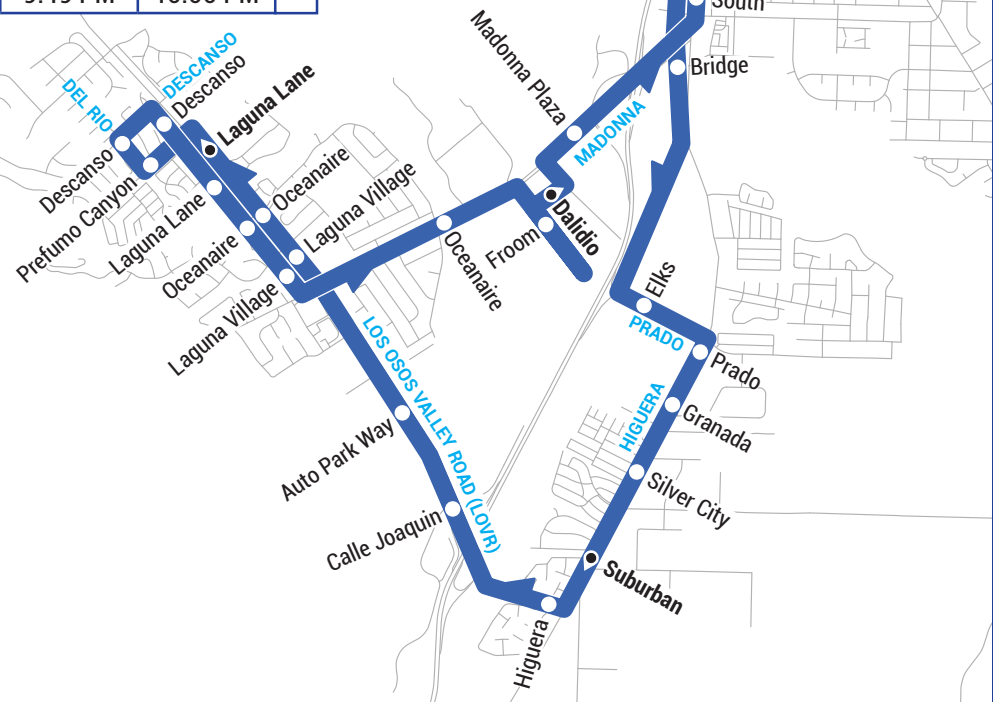 South
Madonna Plaza
Bridge
DESCANSO
Descanso
DEL RIO
Laguna Lane
MADONNA
Descanso
Prefumo Canyon
Laguna Lane
Oceanaire
Laguna Village
Oceanaire
Laguna Village
Oceanaire
Froom
Dalidio
Elks
PRADO
Prado
LOS OSOS VALLEY ROAD (LOVR)
HIGUERA
Granada
Auto Park Way
Silver City
Calle Joaquin
Suburban
Higuera